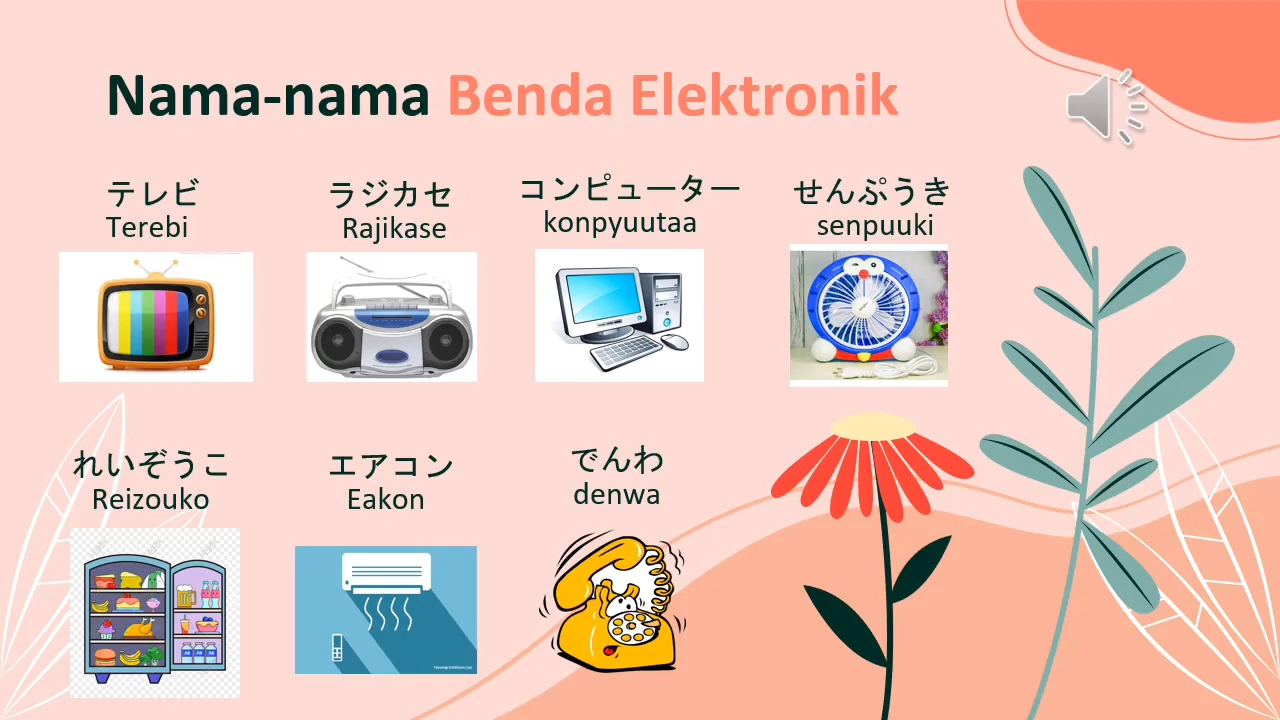 Nama-nama Benda Elektronik
テレビ
Terebi
ラジカセ
Rajikase
コンピューター
konpyuutaa
せんぷうき
senpuuki
れいぞうこ
Reizouko
エアコン
Eakon
でんわ
denwa